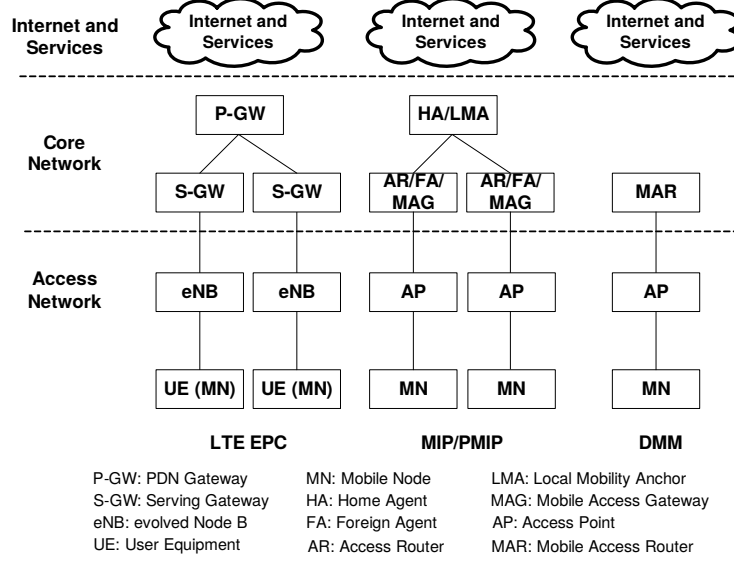 Internet and
Services
Internet and
Services
Internet and
Services
Internet and
Services
Core
Network
P-GW
HA/LMA
S-GW
S-GW
AR/FA/
MAG
AR/FA/
MAG
MAR
Access
Network
eNB
eNB
AP
AP
AP
UE (MN)
UE (MN)
MN
MN
MN
LTE EPC
MIP/PMIP
DMM
P-GW: PDN Gateway
S-GW: Serving Gateway
eNB: evolved Node B
UE: User Equipment
MN: Mobile Node
HA: Home Agent
FA: Foreign Agent
AR: Access Router
LMA: Local Mobility Anchor
MAG: Mobile Access Gateway
AP: Access Point
MAR: Mobile Access Router